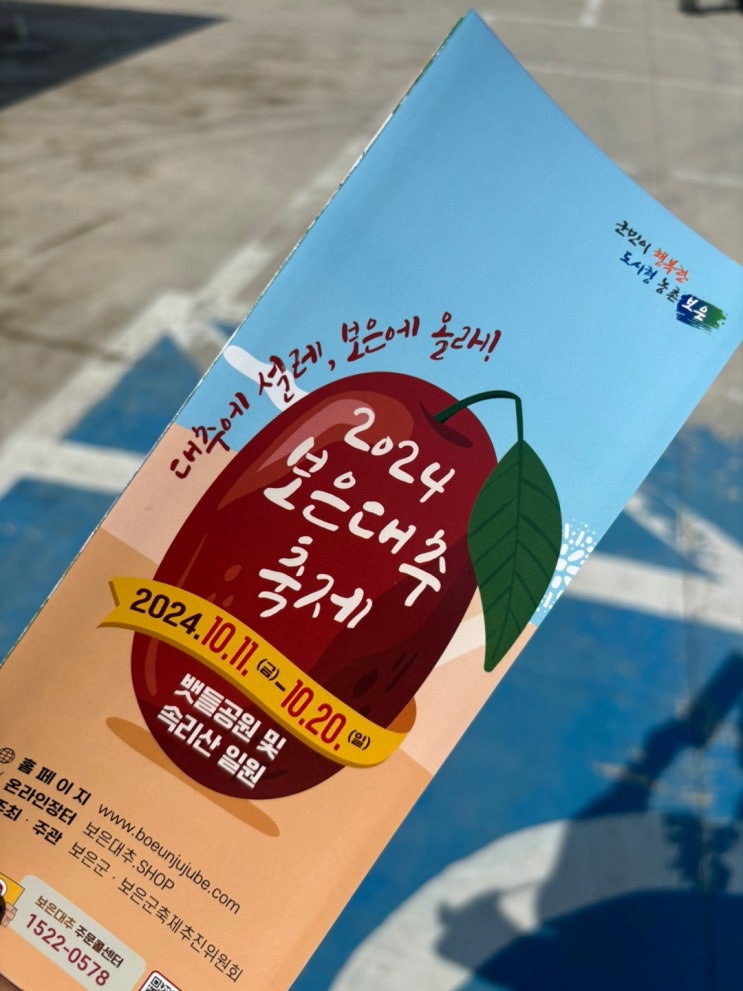 군민이 행복한
도시형 농촌 보은
대추에 설레, 보은에 올래!
2024
보은대추
축제
2024.10.11.(금)-10.20.(일)
뱃들공원 및
속리산 일원
홈페이지 www.boeunjujube.com
온라인장터 보은대추.SHOP
주최·주관 보은군·보은군축제추진위원회
보은대추 주문콜센터
1522-0578